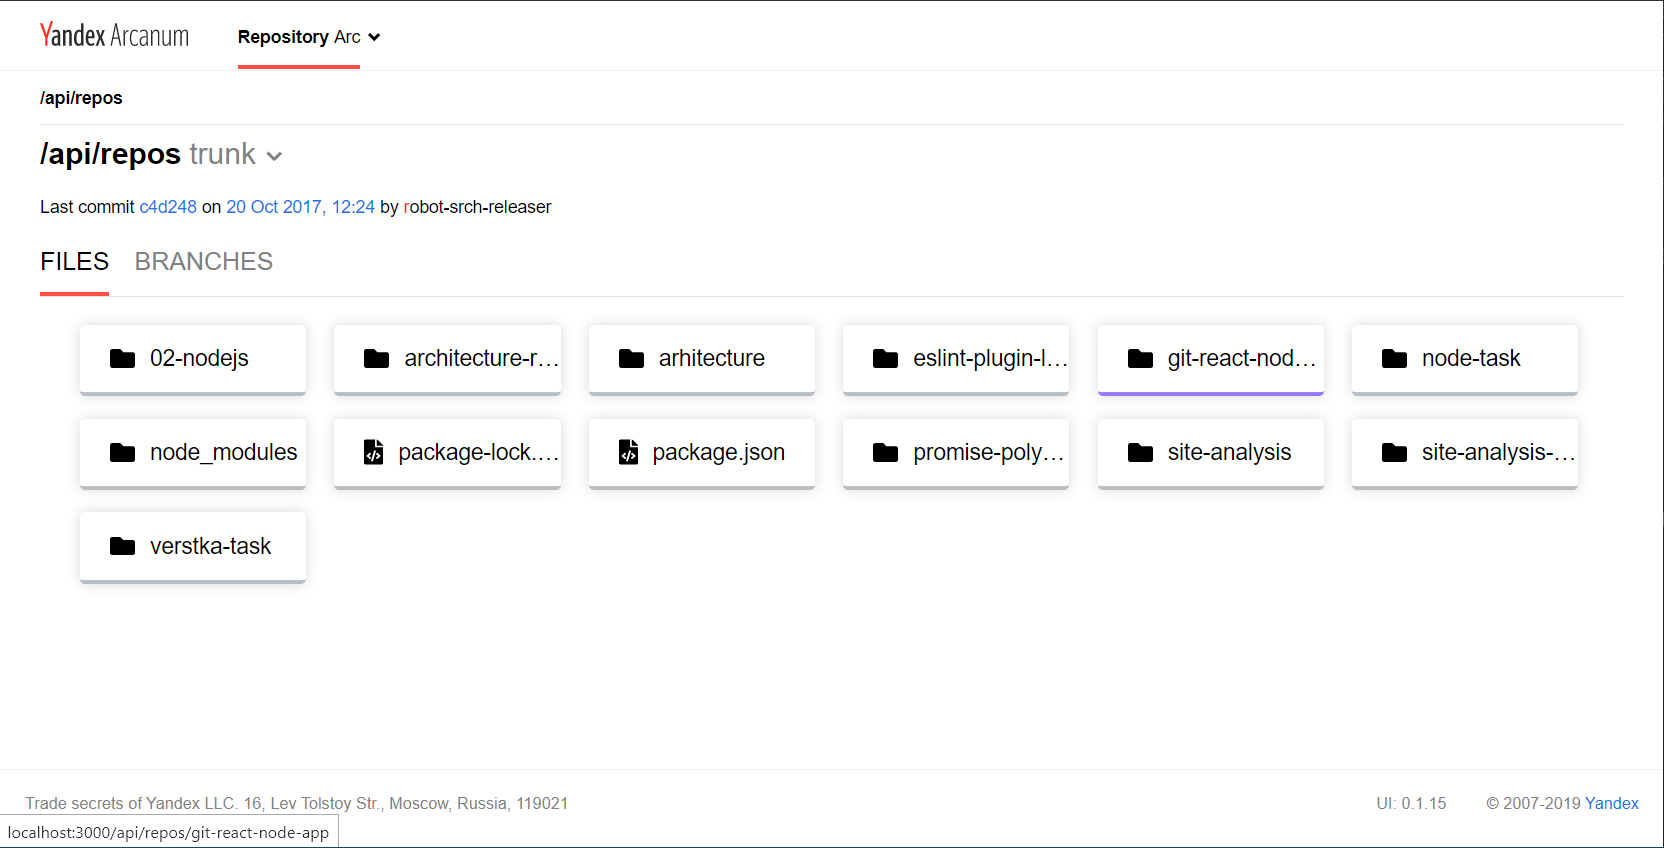 Yandex Arcanum Repository Arc
/api/repos
/api/repos trunk
Last commit c4d248 on 20 Oct 2017, 12:24 by robot-srch-releaser
FILES BRANCHES
02-nodejs architecture-r... arhitecture eslint-plugin-l... git-react-nod... node-task
node_modules package-lock.... package.json promise-poly... site-analysis site-analysis-...
verstka-task
Trade secrets of Yandex LLC. 16, Lev Tolstoy Str., Moscow, Russia, 119021 UI: 0.1.15 © 2007-2019 Yandex
localhost:3000/api/repos/git-react-node-app